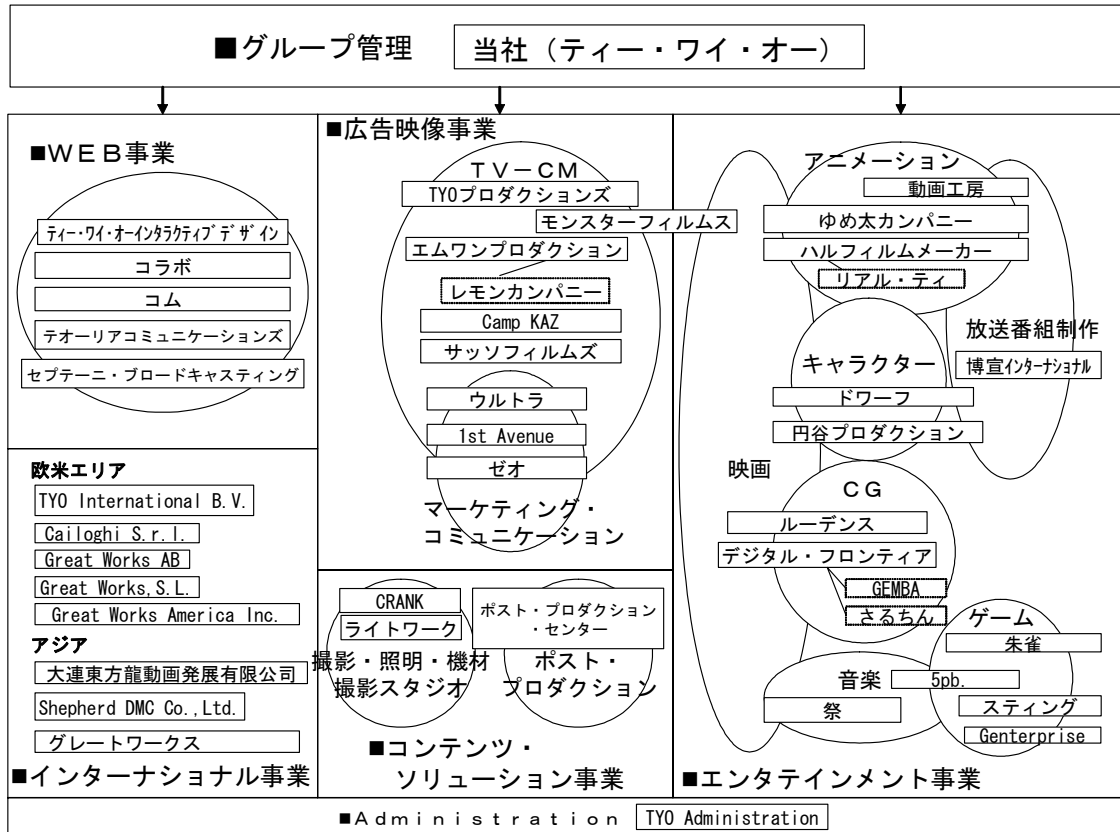 ■グループ管理
当社（ティー・ワイ・オー）
■ＷＥＢ事業
ﾃｨｰ･ﾜｲ･ｵｰｲﾝﾀﾗｸﾃｨﾌﾞﾃﾞｻﾞｲﾝ
コラボ
コム
テオーリアコミュニケーションズ
セプテーニ・ブロードキャスティング
欧米エリア
TYO International B.V.
Cailoghi S.r.l.
Great Works AB
Great Works,S.L.
Great Works America Inc.
アジア
大連東方龍動画発展有限公司
Shepherd DMC Co.,Ltd.
グレートワークス
■インターナショナル事業
■広告映像事業
ＴＶ－ＣＭ
TYOプロダクションズ
モンスターフィルムス
エムワンプロダクション
レモンカンパニー
Camp KAZ
サッソフィルムズ
ウルトラ
1st Avenue
ゼオ
マーケティング・
コミュニケーション
CRANK
ライトワーク
撮影・照明・機材
撮影スタジオ
ポスト・プロダクション
・センター
ポスト・
プロダクション
■コンテンツ・
ソリューション事業
アニメーション
動画工房
ゆめ太カンパニー
ハルフィルムメーカー
リアル・ティ
放送番組制作
博宣ｲﾝﾀｰﾅｼｮﾅﾙ
キャラクター
ドワーフ
円谷プロダクション
映画
ＣＧ
ルーデンス
デジタル・フロンティア
GEMBA
さるちん
ゲーム
朱雀
音楽
5pb.
祭
スティング
Genterprise
■エンタテインメント事業
■Ａｄｍｉｎｉｓｔｒａｔｉｏｎ
TYO Administration